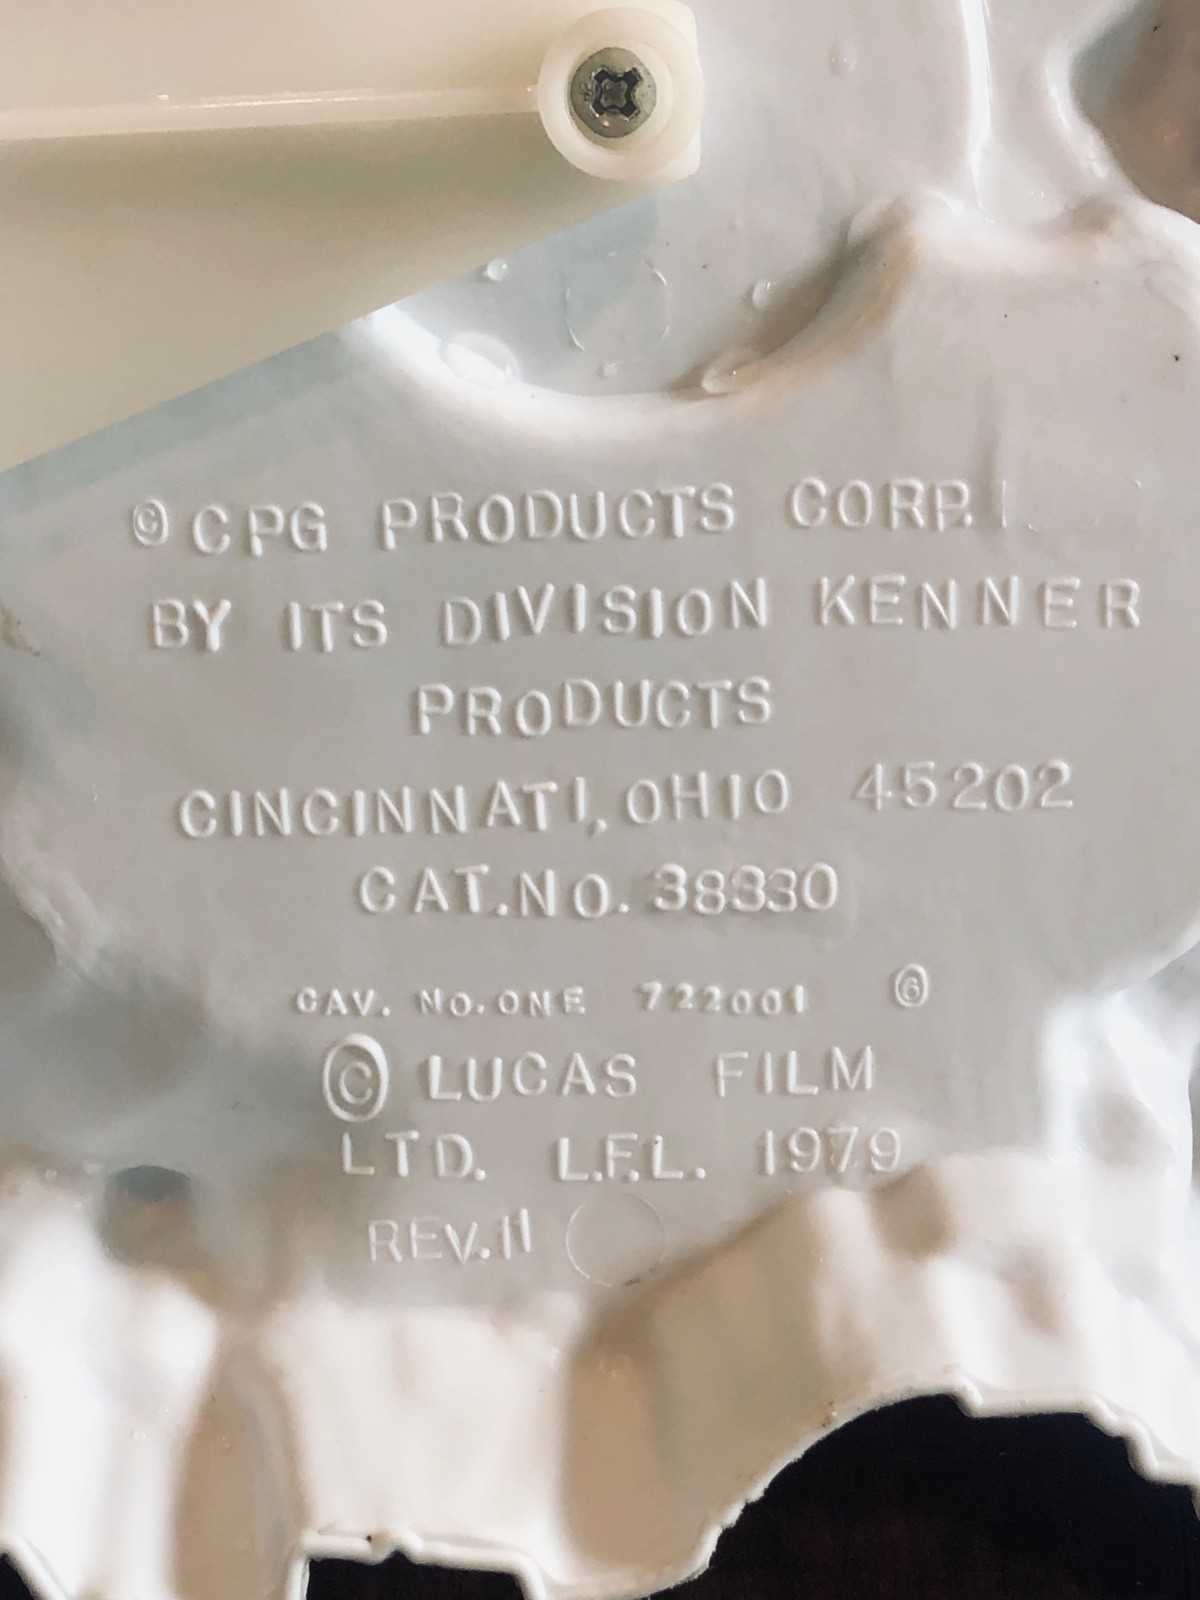 © CPG PRODUCTS CORP.
BY ITS DIVISION KENNER
PRODUCTS
CINCINNATI, OHIO 45202
CAT. NO. 38330
CAV. NO. ONE 722001 ⑥
© LUCAS FILM
LTD. L.F.L. 1979
REV. 11